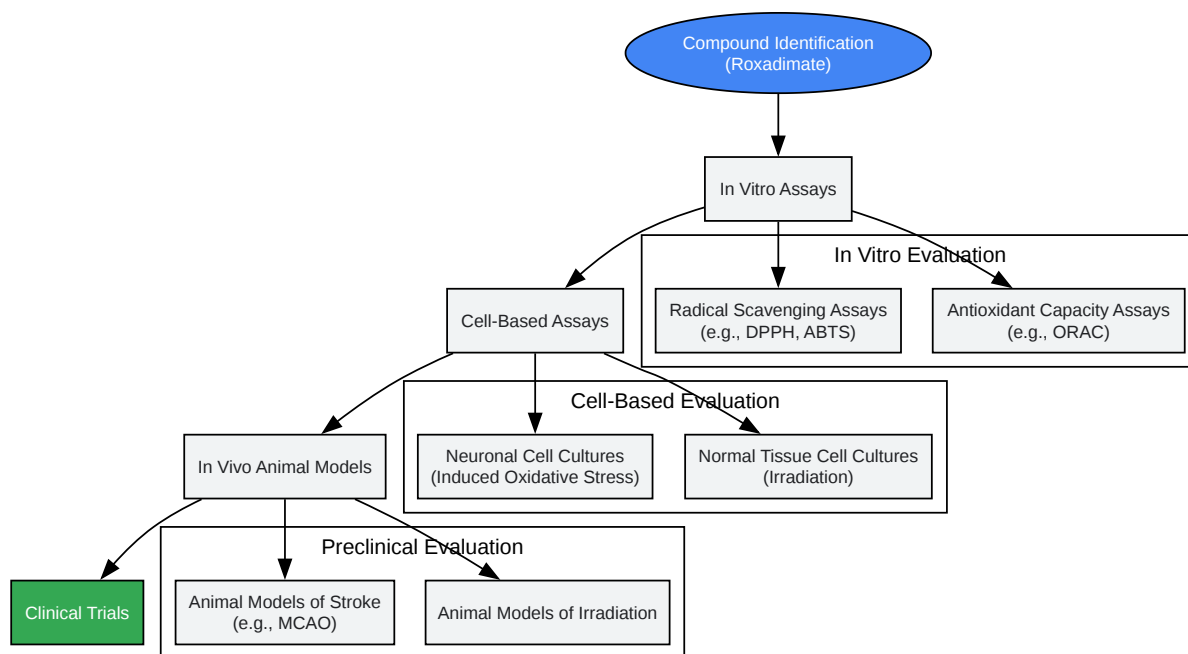 Compound Identification
(Roxadimate)
In Vitro Assays
In Vitro Evaluation
Cell-Based Assays
Radical Scavenging Assays
(e.g., DPPH, ABTS)
Antioxidant Capacity Assays
(e.g., ORAC)
Cell-Based Evaluation
In Vivo Animal Models
Neuronal Cell Cultures
(Induced Oxidative Stress)
Normal Tissue Cell Cultures
(Irradiation)
Preclinical Evaluation
Clinical Trials
Animal Models of Stroke
(e.g., MCAO)
Animal Models of Irradiation